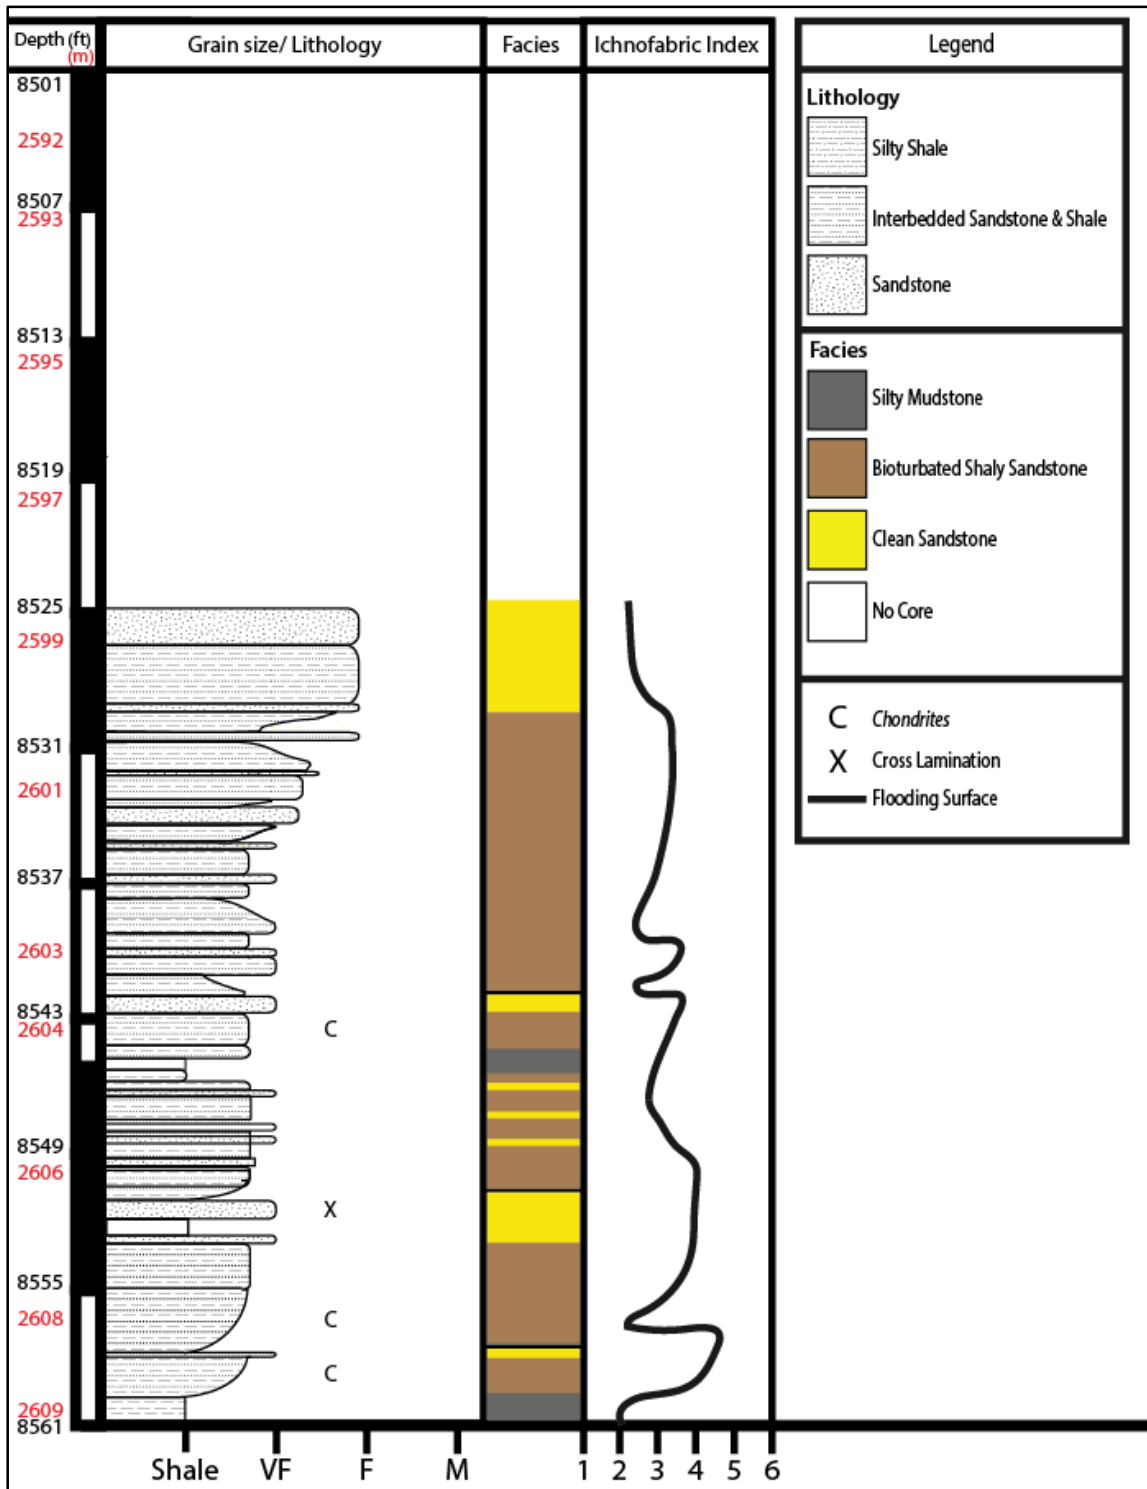 Depth (ft)
(m)
Grain size/ Lithology
Facies
Ichnofabric Index
Legend
8501
2592
8507
2593
8513
2595
8519
2597
8525
2599
8531
2601
8537
2603
8543
2604
8549
2606
8555
2608
2609
8561
C
X
C
C
Shale
VF
F
M
1
2
3
4
5
6
Lithology
Silty Shale
Interbedded Sandstone & Shale
Sandstone
Facies
Silty Mudstone
Bioturbated Shaly Sandstone
Clean Sandstone
No Core
C Chondrites
X Cross Lamination
Flooding Surface